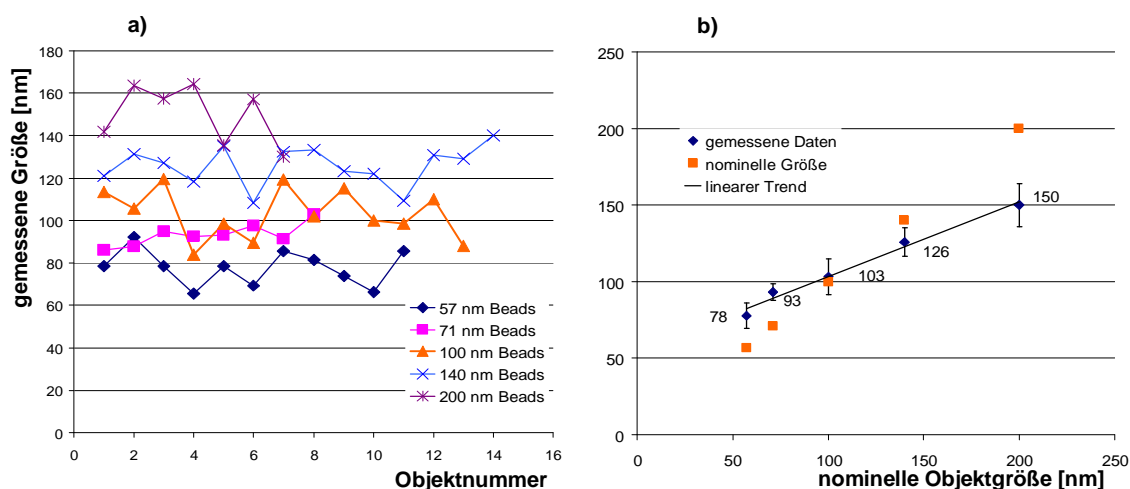 a)
gemessene Größe [nm]
180
160
140
120
100
80
60
40
20
0
0 2 4 6 8 10 12 14 16
Objektnummer
57 nm Beads
71 nm Beads
100 nm Beads
140 nm Beads
200 nm Beads
b)
250
200
150
100
50
0
0 50 100 150 200 250
nominelle Objektgröße [nm]
gemessene Daten
nominelle Größe
linearer Trend
78
93
103
126
150